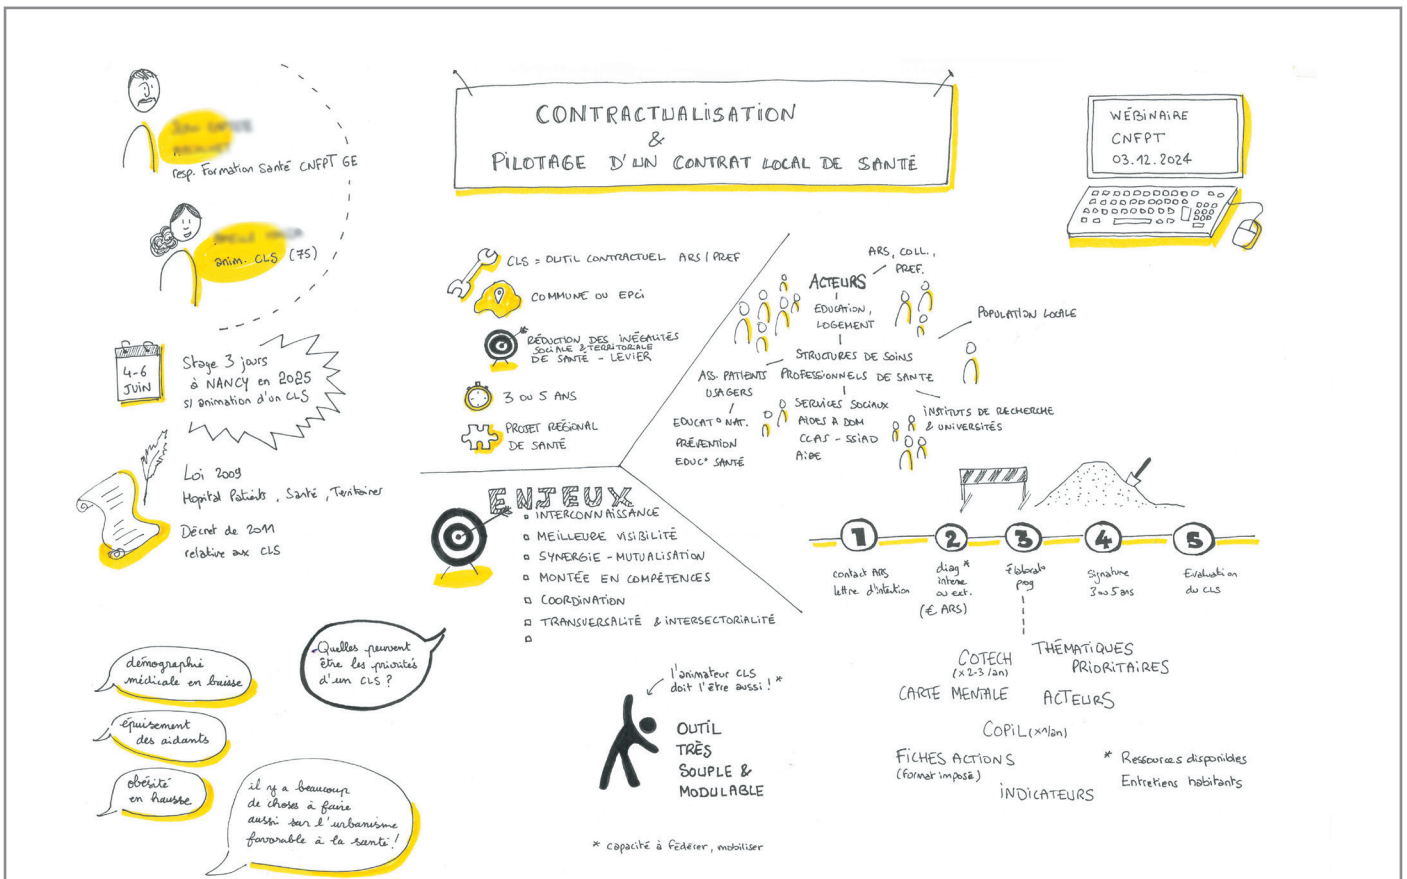 CONTRACTUALISATION
&
PILOTAGE D'UN CONTRAT LOCAL DE SANTÉ
WÉBINAIRE
CNFPT
03.12.2024
resp. Formation Santé CNFPT GE
anim. CLS (75)
4-6
JUIN
Stage 3 jours
à NANCY en 2025
s/ animation d'un CLS
Loi 2009
Hopital Patients, Santé, Territoires
Décret de 2011
relative aux CLS
CLS = OUTIL CONTRACTUEL ARS / PREF
COMMUNE OU EPCI
RÉDUCTION DES INÉGALITÉS
SOCIALE & TERRITORIALE
DE SANTÉ - LEVIER
3 OU 5 ANS
PROJET RÉGIONAL
DE SANTÉ
ARS, COLL.,
PREF.
ACTEURS
EDUCATION,
LOGEMENT
POPULATION LOCALE
STRUCTURES DE SOINS
PROFESSIONNELS DE SANTÉ
ASS. PATIENTS
USAGERS
EDUCAT° NAT.
PRÉVENTION
EDUC° SANTÉ
SERVICES SOCIAUX
AIDES A DOM
CCAS - SSIAD
AIDE
INSTITUTS DE RECHERCHE
& UNIVERSITÉS
ENJEUX
INTERCONNAISSANCE
MEILLEURE VISIBILITÉ
SYNERGIE - MUTUALISATION
MONTÉE EN COMPÉTENCES
COORDINATION
TRANSVERSALITÉ & INTERSECTORIALITÉ
1
2
3
4
5
contact ARS
lettre d'intention
diag *
interne
ou ext.
(€ ARS)
Élaborat°
prog
Signature
3 ou 5 ans
Evaluation
du CLS
COTECH
(x 2-3 /an)
THÉMATIQUES
PRIORITAIRES
CARTE MENTALE
ACTEURS
COPIL (x1/an)
FICHES ACTIONS
(format imposé)
INDICATEURS
* Ressources disponibles
Entretiens habitants
Quelles peuvent
être les priorités
d'un CLS ?
démographie
médicale en baisse
épuisement
des aidants
obésité
en hausse
il y a beaucoup
de choses à faire
aussi sur l'urbanisme
favorable à la santé !
l'animateur CLS
doit l'être aussi ! *
OUTIL
TRÈS
SOUPLE &
MODULABLE
* capacité à fédérer, mobiliser